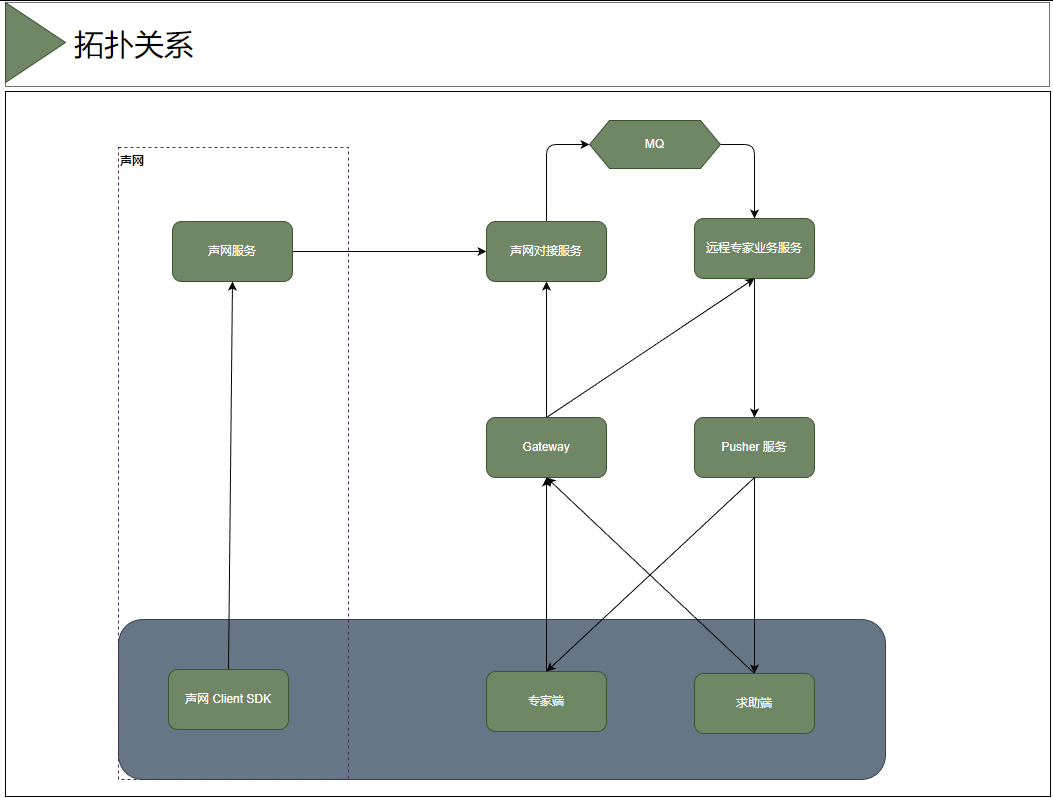 拓扑关系
MQ
声网
声网服务
声网对接服务
远程专家业务服务
Gateway
Pusher 服务
声网 Client SDK
专家端
求助端